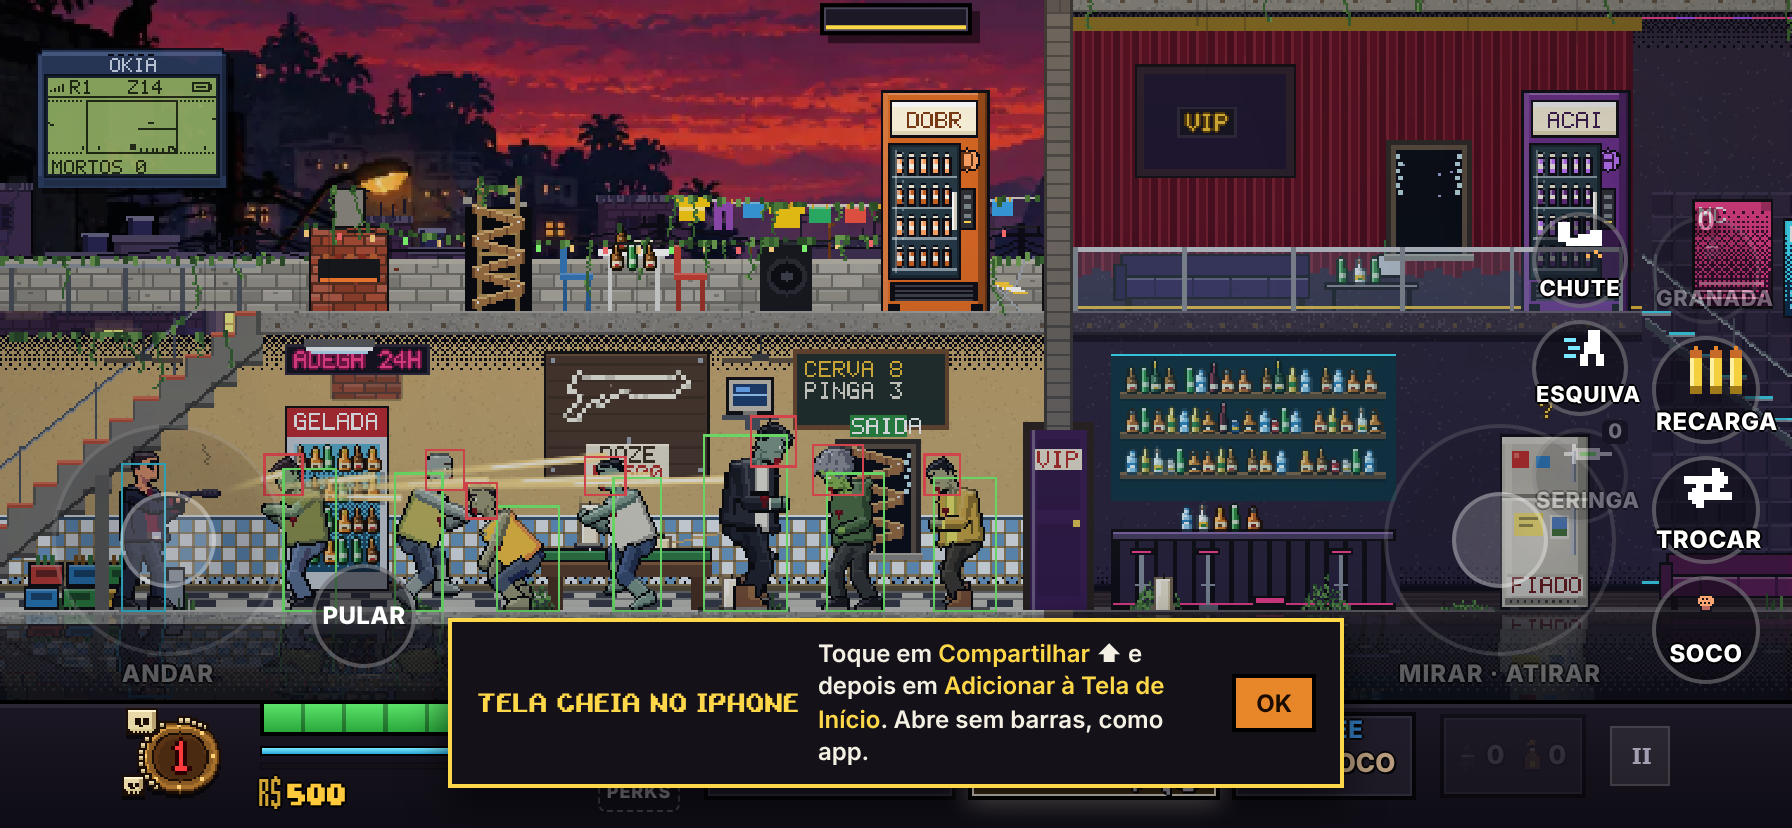 OKIA
R1 Z14
MORTOS 0
DOBR
VIP
ACAI
0
CHUTE
GRANADA
ADEGA 24H
CERVA 8
PINGA 3
GELADA
SAIDA
ESQUIVA
RECARGA
VIP
0
SERINGA
TROCAR
FIADO
PULAR
SOCO
ANDAR
MIRAR · ATIRAR
TELA CHEIA NO IPHONE
Toque em Compartilhar ⬆ e
depois em Adicionar à Tela de
Início. Abre sem barras, como
app.
OK
1
R$ 500
PERKS
0 0
II